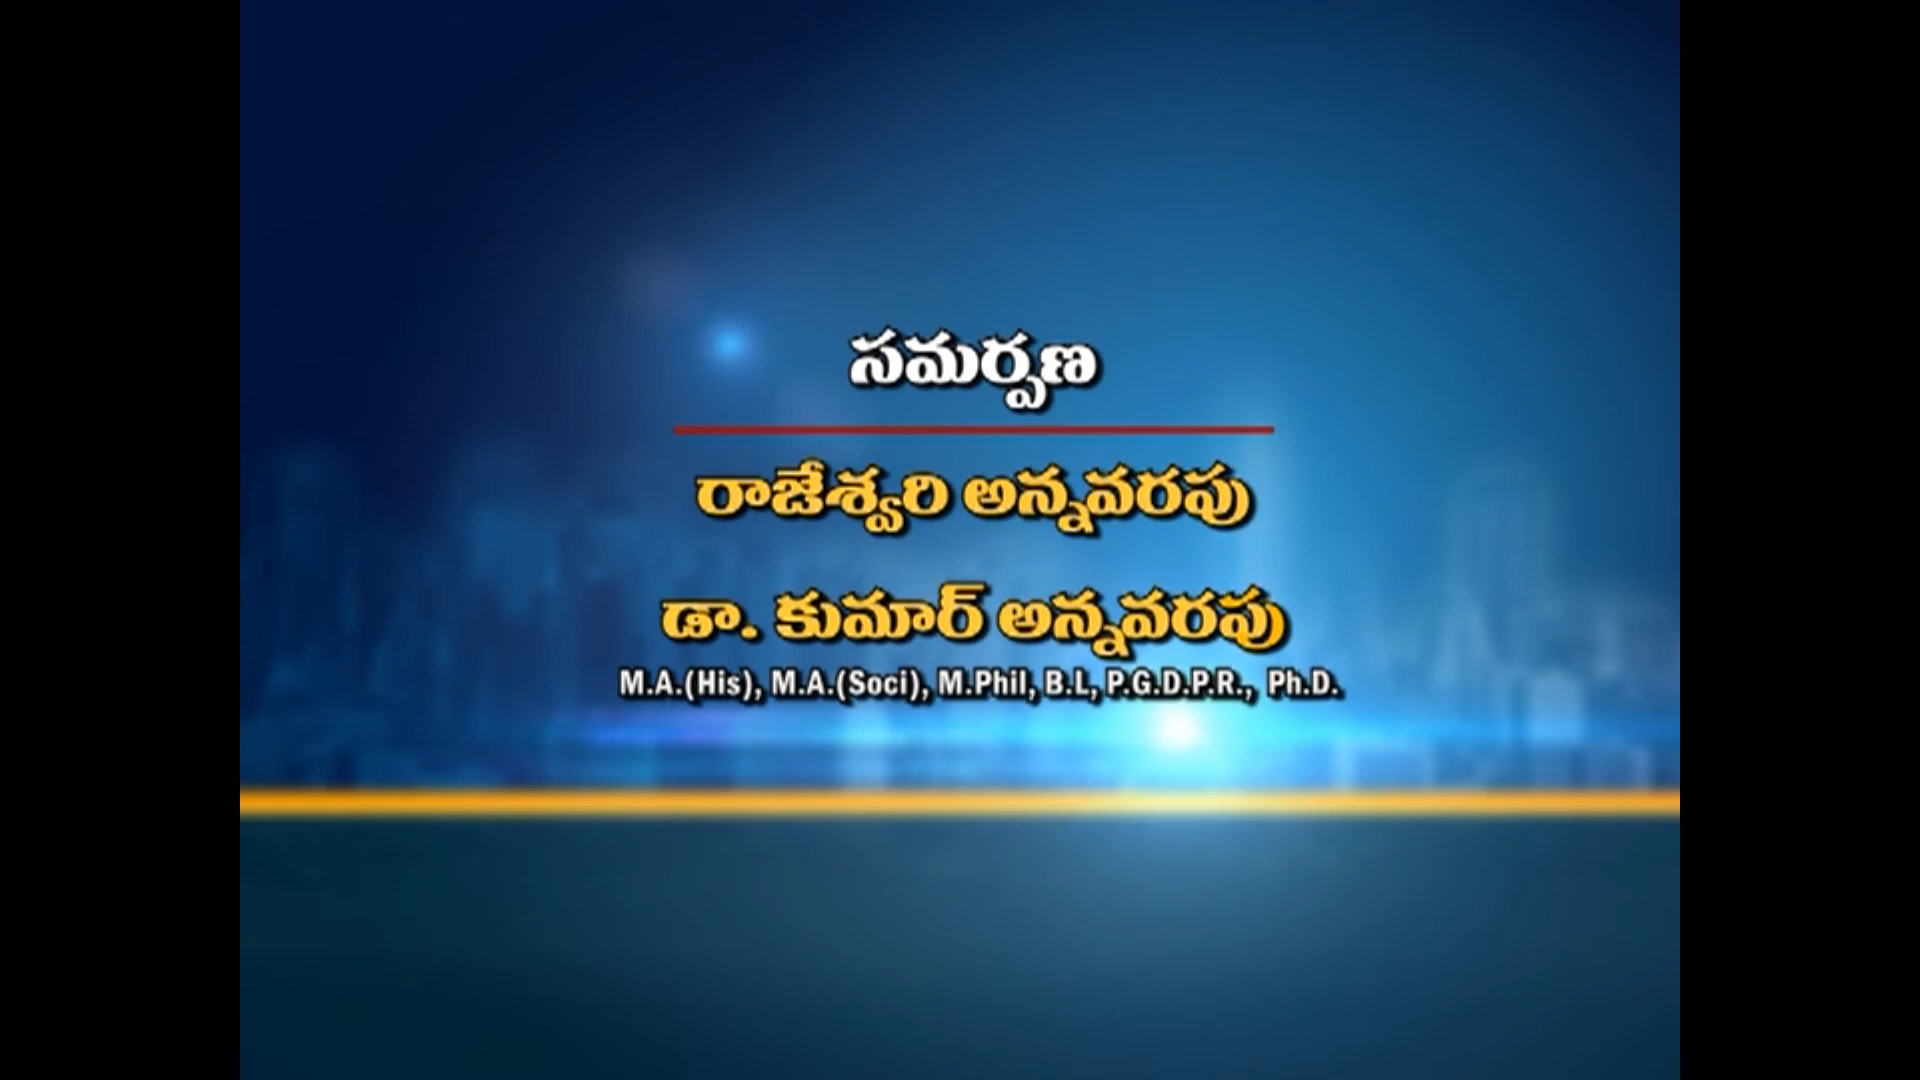 సమర్పణ
రాజేశ్వరి అన్నవరపు
డా. కుమార్ అన్నవరపు
M.A.(His), M.A.(Soci), M.Phil, B.L, P.G.D.P.R., Ph.D.